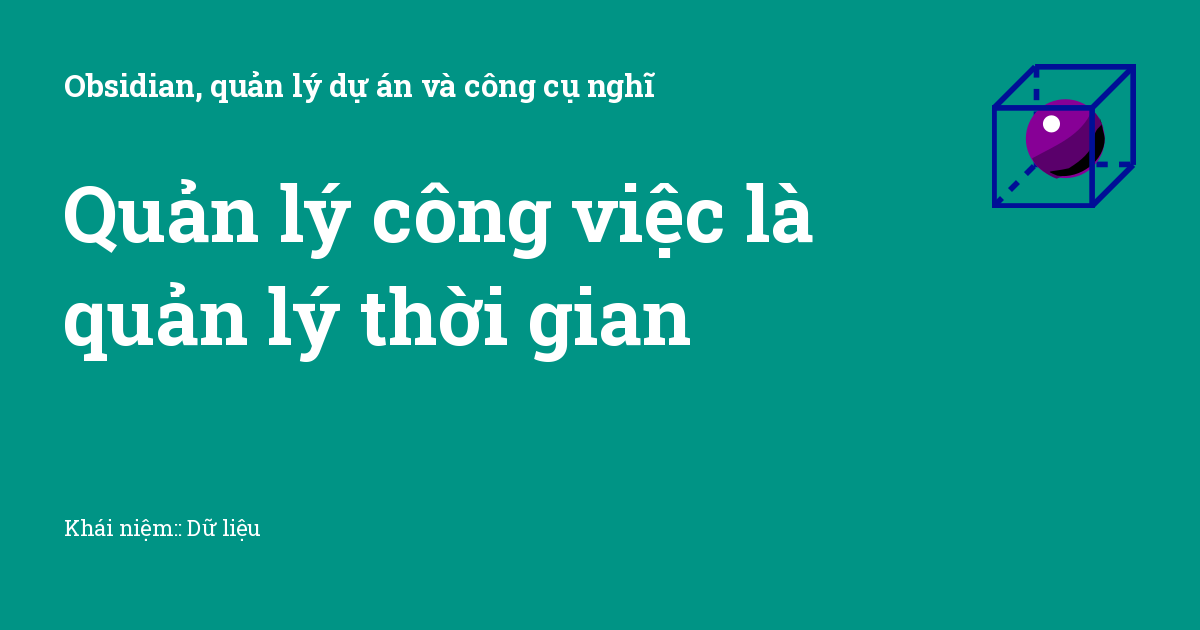 Obsidian, quản lý dự án và công cụ nghĩ
Quản lý công việc là
quản lý thời gian
Khái niệm:: Dữ liệu